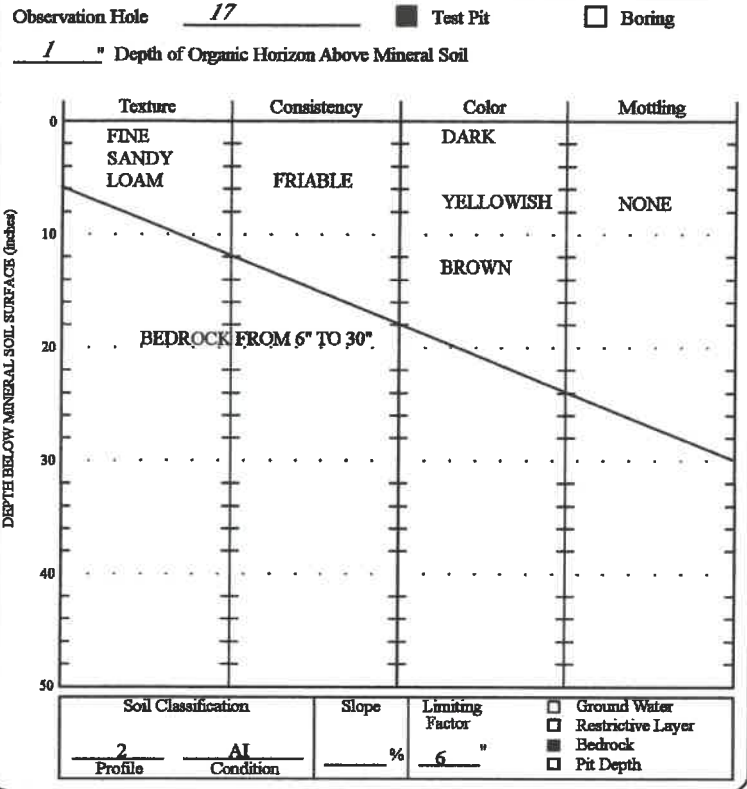 Observation Hole 17 Test Pit Boring
1 " Depth of Organic Horizon Above Mineral Soil
Texture Consistency Color Mottling
DEPTH BELOW MINERAL SOIL SURFACE (inches)
0
10
20
30
40
50
FINE
SANDY
LOAM
FRIABLE
DARK
YELLOWISH
BROWN
NONE
BEDROCK FROM 6" TO 30"
Soil Classification
2 AI
Profile Condition
Slope
%
Limiting
Factor
6 "
Ground Water
Restrictive Layer
Bedrock
Pit Depth